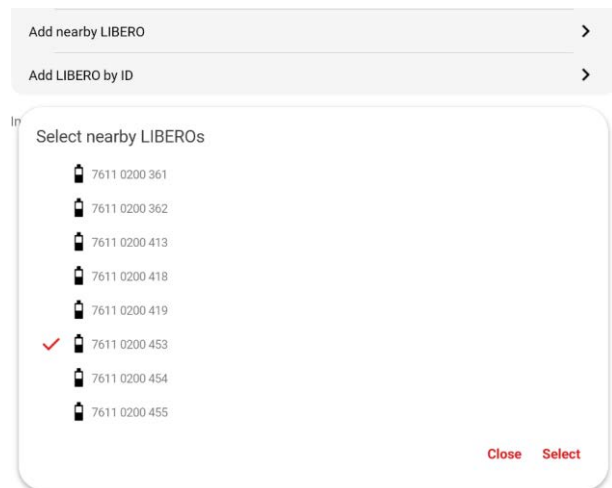 Add nearby LIBERO
Add LIBERO by ID
Select nearby LIBEROs
7611 0200 361
7611 0200 362
7611 0200 413
7611 0200 418
7611 0200 419
7611 0200 453
7611 0200 454
7611 0200 455
Close Select